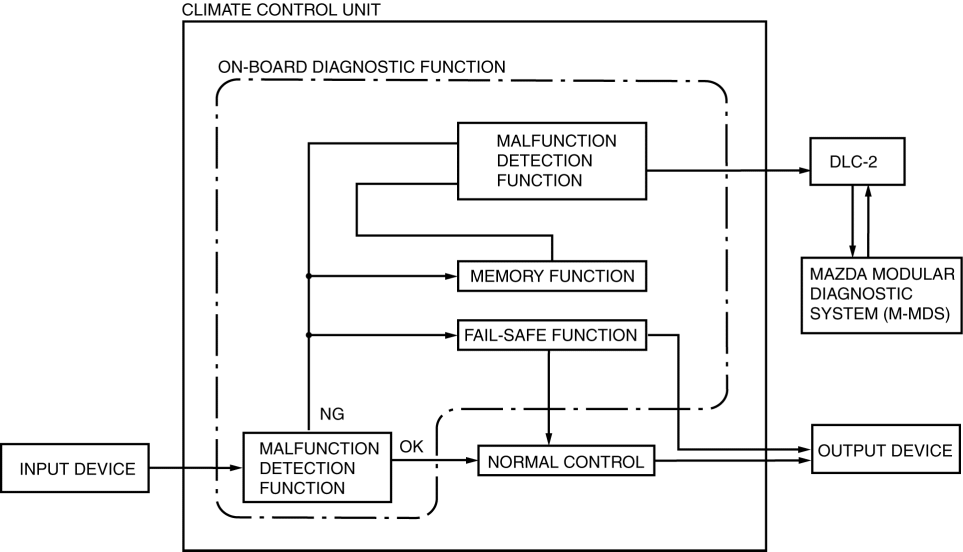 CLIMATE CONTROL UNIT
ON-BOARD DIAGNOSTIC FUNCTION
MALFUNCTION
DETECTION
FUNCTION
DLC-2
MEMORY FUNCTION
MAZDA MODULAR
DIAGNOSTIC
SYSTEM (M-MDS)
FAIL-SAFE FUNCTION
NG
OK
INPUT DEVICE
MALFUNCTION
DETECTION
FUNCTION
NORMAL CONTROL
OUTPUT DEVICE